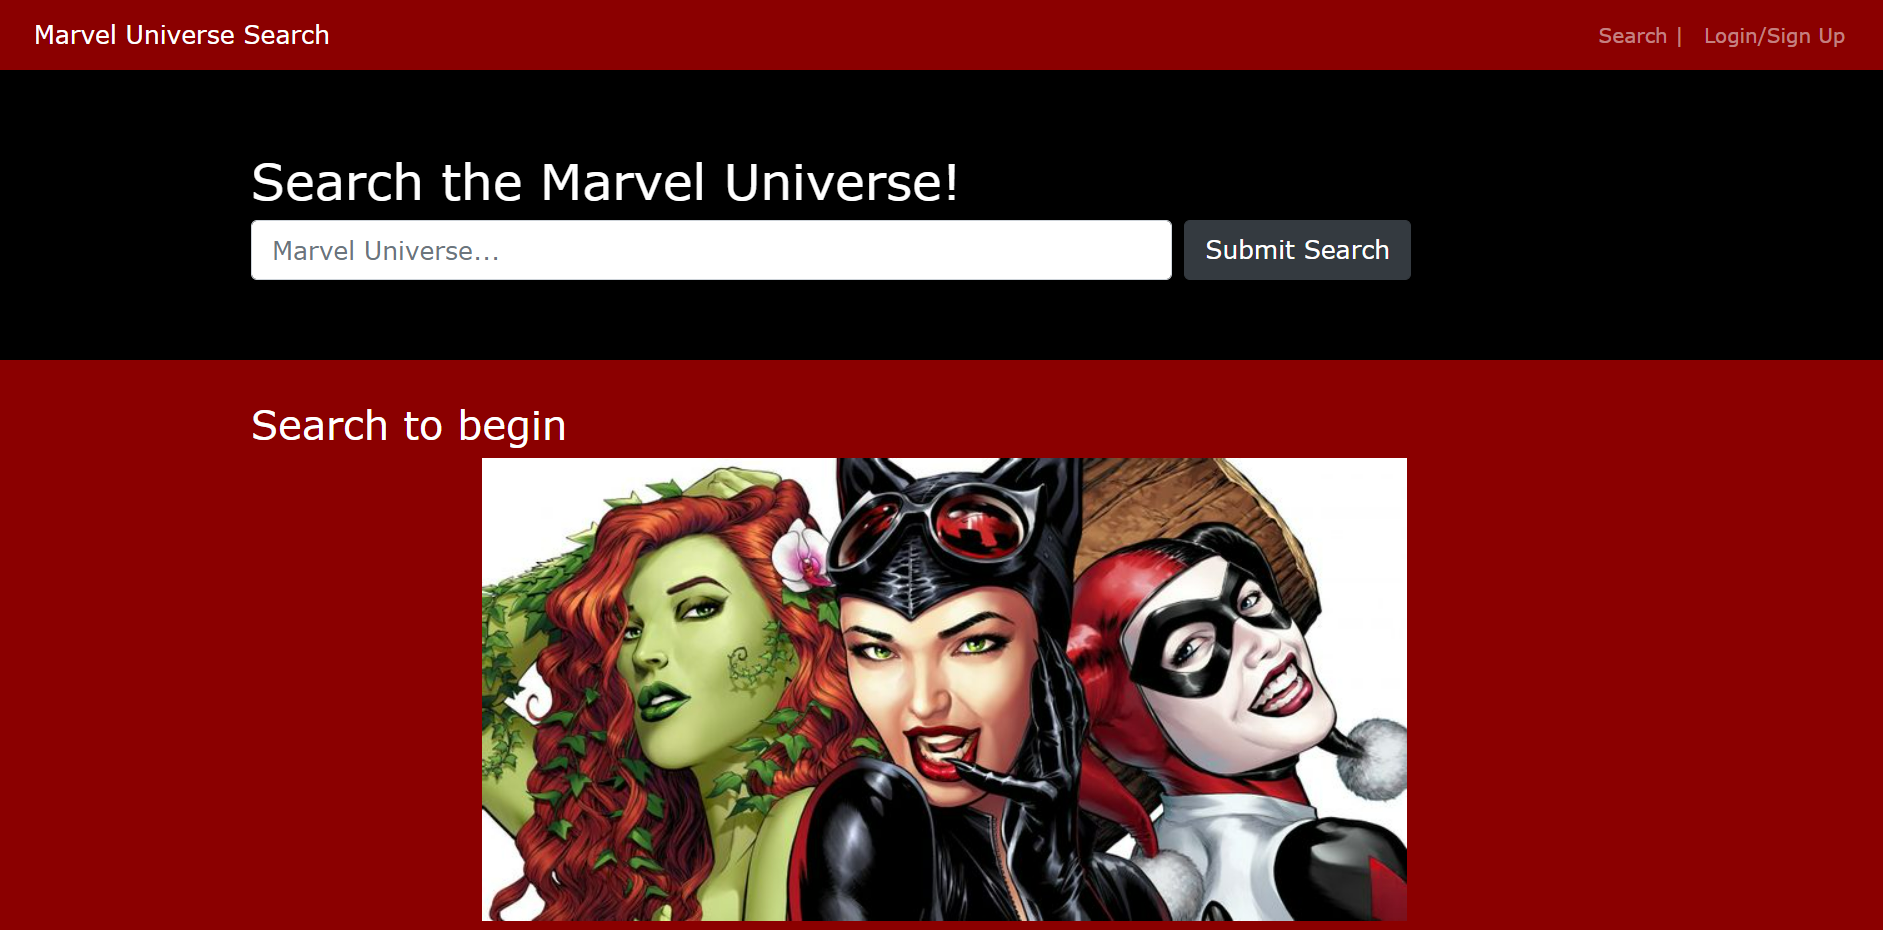 Marvel Universe Search
Search | Login/Sign Up
Search the Marvel Universe!
Marvel Universe...
Submit Search
Search to begin